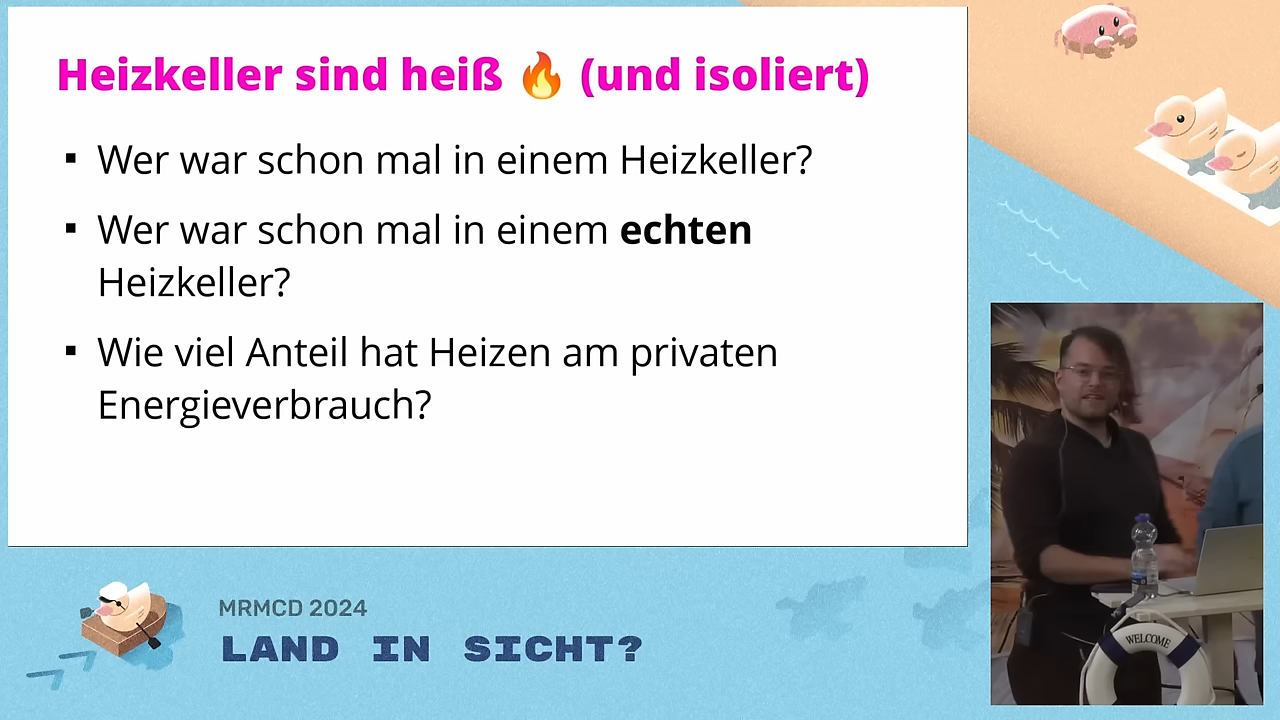 Heizkeller sind heiß 🔥 (und isoliert)
▪ Wer war schon mal in einem Heizkeller?
▪ Wer war schon mal in einem echten
Heizkeller?
▪ Wie viel Anteil hat Heizen am privaten
Energieverbrauch?
MRMCD 2024
LAND IN SICHT?
WELCOME